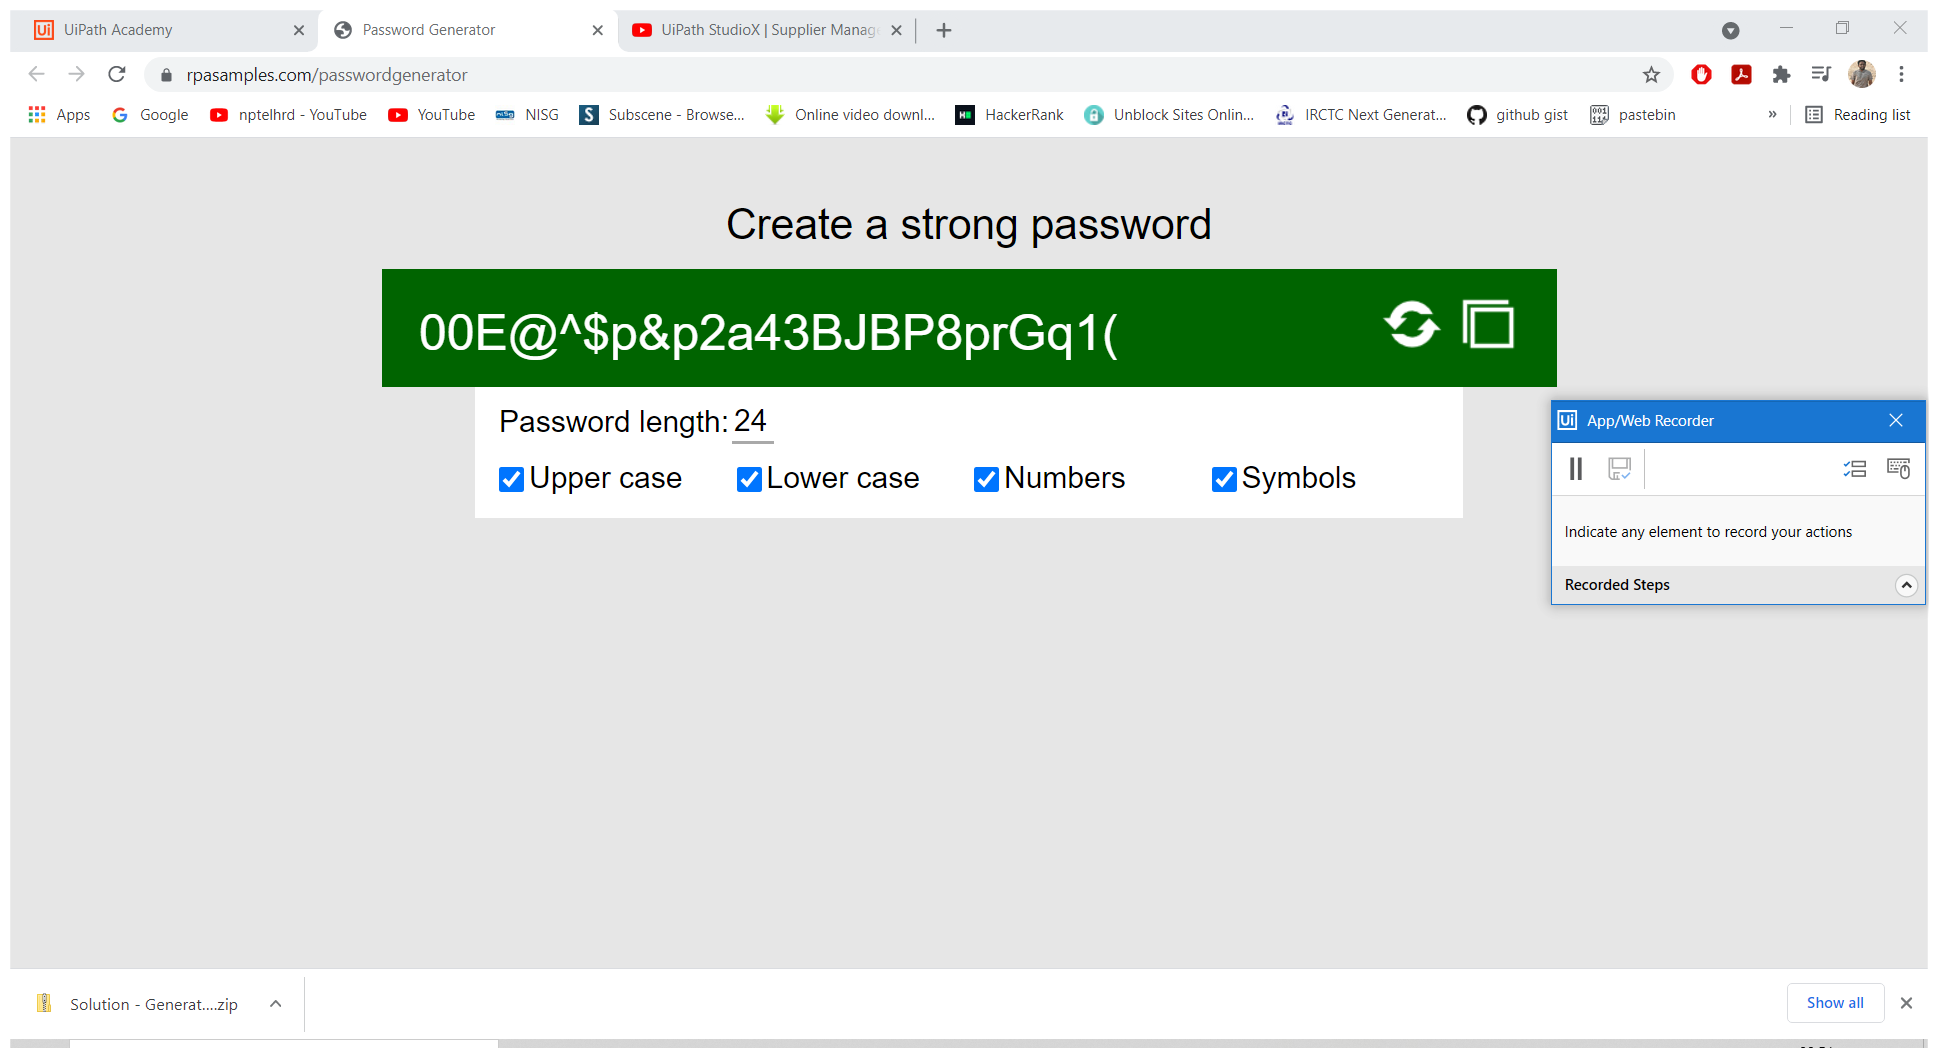 UiPath Academy
Password Generator
UiPath StudioX | Supplier Manag
rpasamples.com/passwordgenerator
Apps Google nptelhrd - YouTube YouTube NISG Subscene - Browse... Online video downl... HackerRank Unblock Sites Onlin... IRCTC Next Generat... github gist pastebin » Reading list
Create a strong password
00E@^$p&p2a43BJBP8prGq1(
Password length: 24
Upper case Lower case Numbers Symbols
Ui App/Web Recorder
Indicate any element to record your actions
Recorded Steps
Solution - Generat....zip
Show all